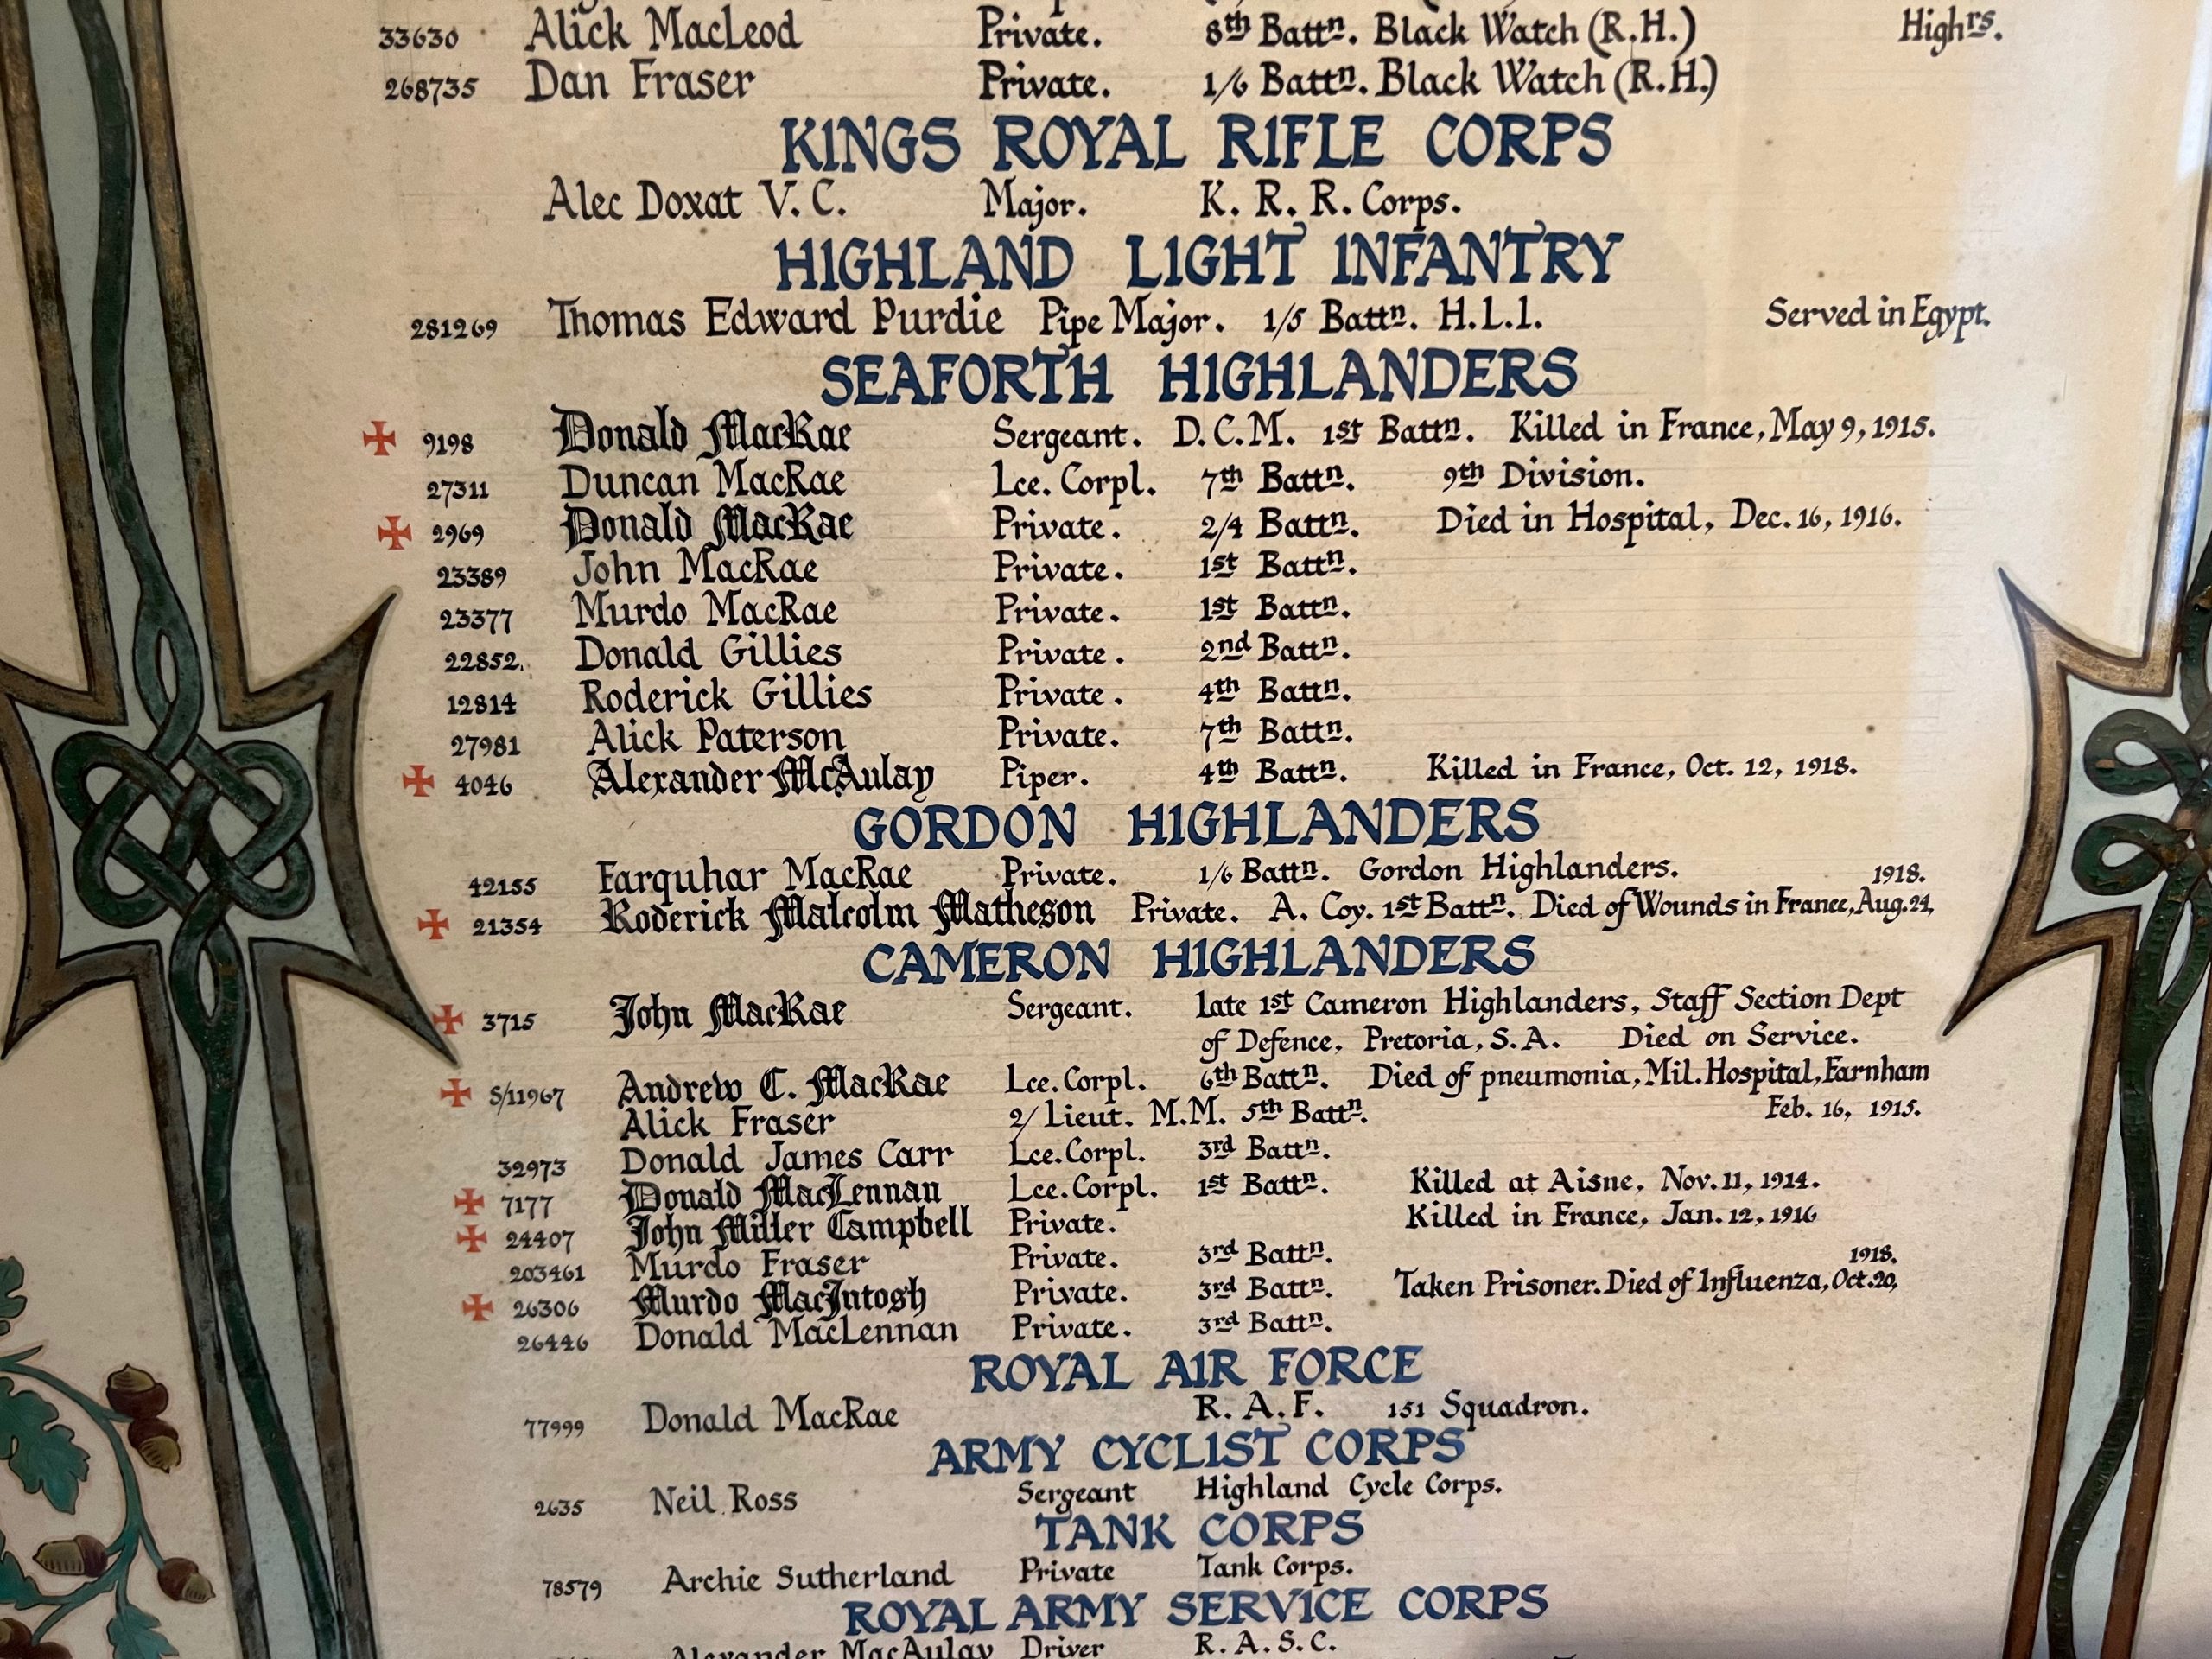 33630 Alick MacLeod Private. 8th Battn. Black Watch (R.H.) Highrs.
268735 Dan Fraser Private. 1/6 Battn. Black Watch (R.H.)
KINGS ROYAL RIFLE CORPS
Alec Doxat V.C. Major. K. R. R. Corps.
HIGHLAND LIGHT INFANTRY
281269 Thomas Edward Purdie Pipe Major. 1/5 Battn. H.L.I. Served in Egypt.
SEAFORTH HIGHLANDERS
9198 Donald MacRae Sergeant. D.C.M. 1st Battn. Killed in France, May 9, 1915.
27311 Duncan MacRae Lce. Corpl. 7th Battn. 9th Division.
2969 Donald MacRae Private. 2/4 Battn. Died in Hospital, Dec. 16, 1916.
23389 John MacRae Private. 1st Battn.
23377 Murdo MacRae Private. 1st Battn.
22852. Donald Gillies Private. 2nd Battn.
12814 Roderick Gillies Private. 4th Battn.
27981 Alick Paterson Private. 7th Battn.
4046 Alexander McAulay Piper. 4th Battn. Killed in France, Oct. 12, 1918.
GORDON HIGHLANDERS
42155 Farquhar MacRae Private. 1/6 Battn. Gordon Highlanders. 1918.
21354 Roderick Malcolm Matheson Private. A. Coy. 1st Battn. Died of Wounds in France, Aug. 24,
CAMERON HIGHLANDERS
3715 John MacRae Sergeant. late 1st Cameron Highlanders, Staff Section Dept
of Defence, Pretoria, S.A. Died on Service.
S/11967 Andrew C. MacRae Lce. Corpl. 6th Battn. Died of pneumonia, Mil. Hospital, Farnham
Alick Fraser 2/ Lieut. M.M. 5th Battn. Feb. 16, 1915.
32973 Donald James Carr Lce. Corpl. 3rd Battn.
7177 Donald MacLennan Lce. Corpl. 1st Battn. Killed at Aisne, Nov. 11, 1914.
24407 John Miller Campbell Private. Killed in France, Jan. 12, 1916
203461 Murdo Fraser Private. 3rd Battn. 1918.
26306 Murdo MacIntosh Private. 3rd Battn. Taken Prisoner. Died of Influenza, Oct. 20,
26446 Donald MacLennan Private. 3rd Battn.
ROYAL AIR FORCE
77999 Donald MacRae R. A. F. 151 Squadron.
ARMY CYCLIST CORPS
2635 Neil Ross Sergeant Highland Cycle Corps.
TANK CORPS
78579 Archie Sutherland Private Tank Corps.
ROYAL ARMY SERVICE CORPS
Alexander MacAulay Driver R. A. S. C.